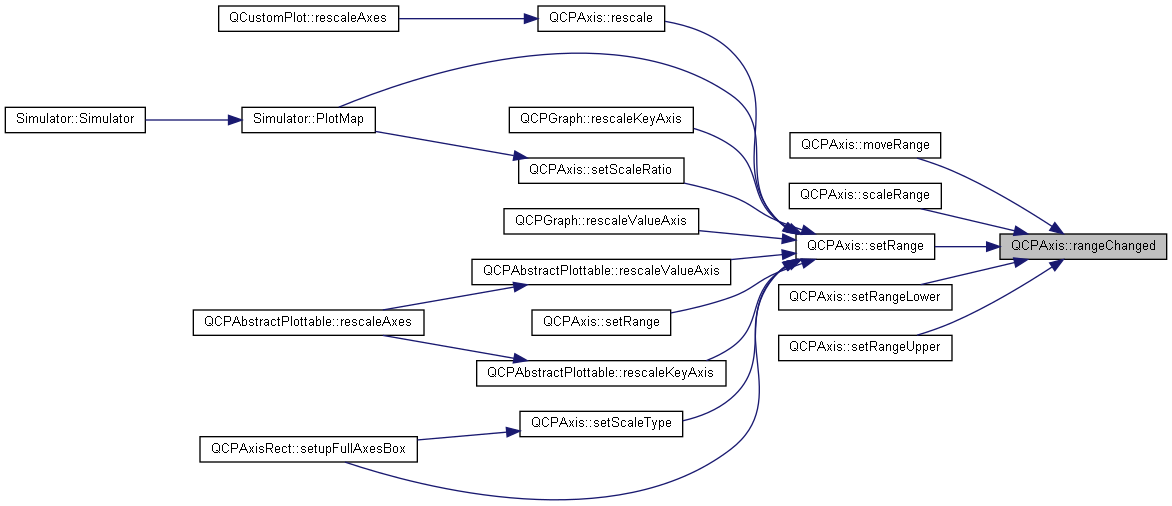 QCustomPlot::rescaleAxes
QCPAxis::rescale
Simulator::Simulator
Simulator::PlotMap
QCPGraph::rescaleKeyAxis
QCPAxis::moveRange
QCPAxis::setScaleRatio
QCPAxis::scaleRange
QCPGraph::rescaleValueAxis
QCPAxis::setRange
QCPAxis::rangeChanged
QCPAbstractPlottable::rescaleValueAxis
QCPAxis::setRangeLower
QCPAbstractPlottable::rescaleAxes
QCPAxis::setRange
QCPAxis::setRangeUpper
QCPAbstractPlottable::rescaleKeyAxis
QCPAxis::setScaleType
QCPAxisRect::setupFullAxesBox